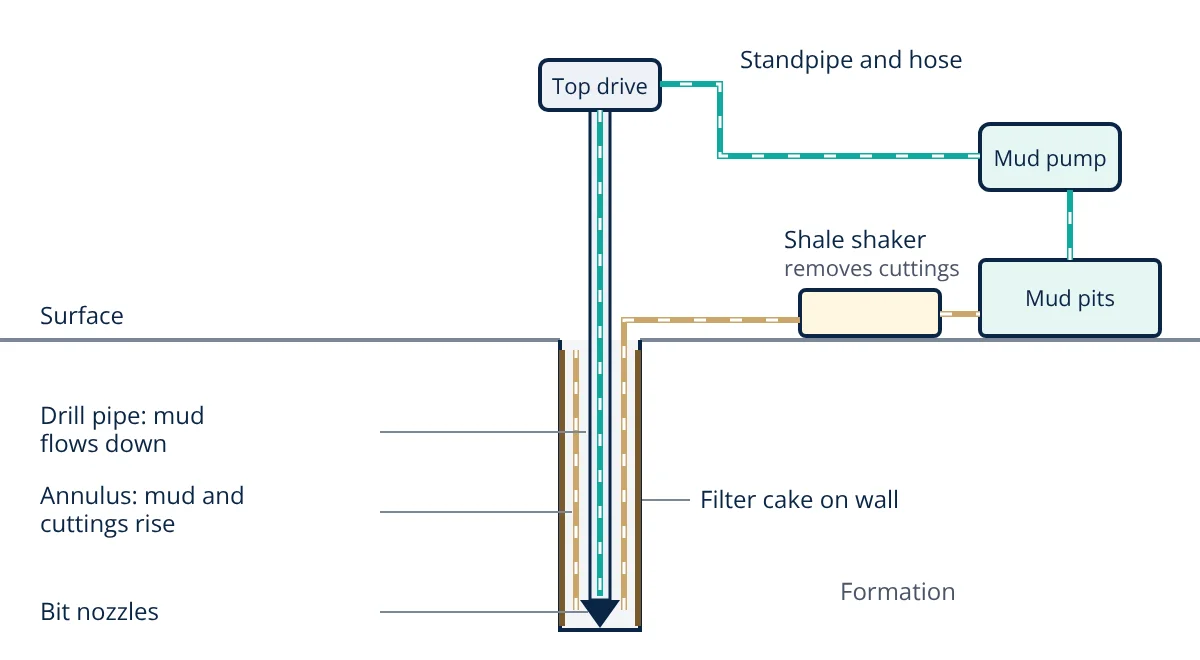 Standpipe and hose
Top drive
Mud pump
Shale shaker
removes cuttings
Mud pits
Surface
Drill pipe: mud
flows down
Annulus: mud and
cuttings rise
Filter cake on wall
Formation
Bit nozzles